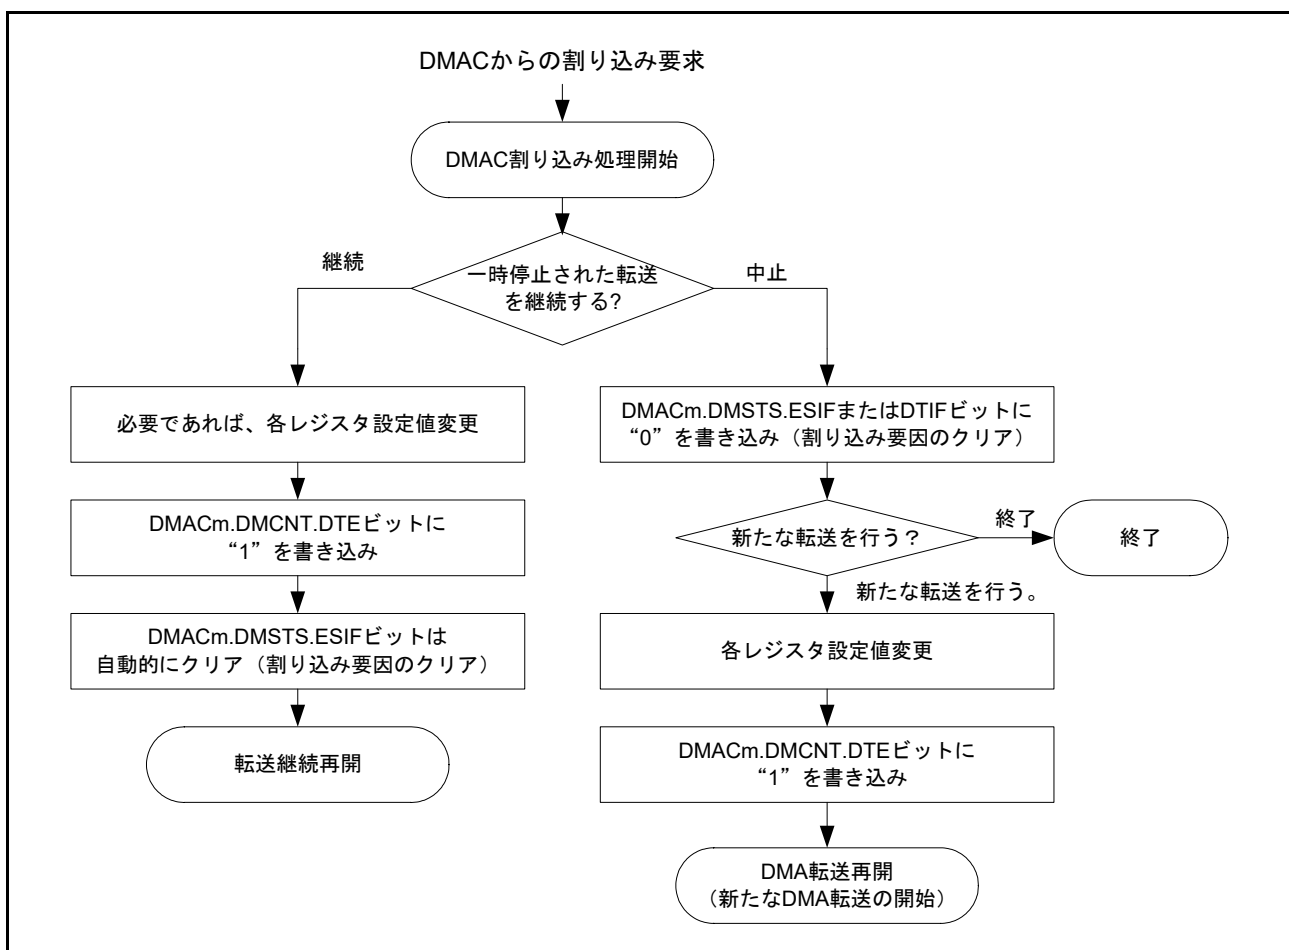 DMACからの割り込み要求
DMAC割り込み処理開始
継続
一時停止された転送
を継続する?
中止
必要であれば、各レジスタ設定値変更
DMACm.DMCNT.DTEビットに
“1”を書き込み
DMACm.DMSTS.ESIFビットは
自動的にクリア（割り込み要因のクリア）
転送継続再開
DMACm.DMSTS.ESIFまたはDTIFビットに
“0”を書き込み（割り込み要因のクリア）
新たな転送を行う？
終了
終了
新たな転送を行う。
各レジスタ設定値変更
DMACm.DMCNT.DTEビットに
“1”を書き込み
DMA転送再開
（新たなDMA転送の開始）